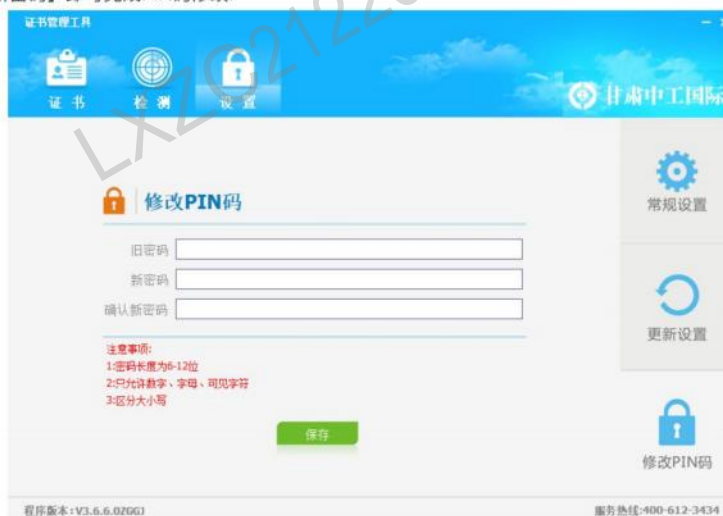 证书管理工具
证书
检测
设置
甘肃中工国际
修改PIN码
旧密码
新密码
确认新密码
注意事项:
1:密码长度为6-12位
2:只允许数字、字母、可见字符
3:区分大小写
保存
常规设置
更新设置
修改PIN码
程序版本:V3.6.6.0ZGGJ
服务热线:400-612-3434